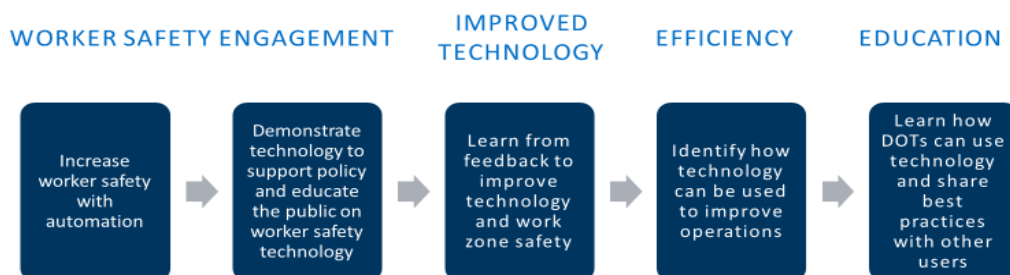 WORKER SAFETY ENGAGEMENT
IMPROVED
TECHNOLOGY
EFFICIENCY
EDUCATION
Increase
worker safety
with
automation
Demonstrate
technology to
support policy
and educate
the public on
worker safety
technology
Learn from
feedback to
improve
technology
and work
zone safety
Identify how
technology
can be used
to improve
operations
Learn how
DOTs can use
technology
and share
best
practices
with other
users